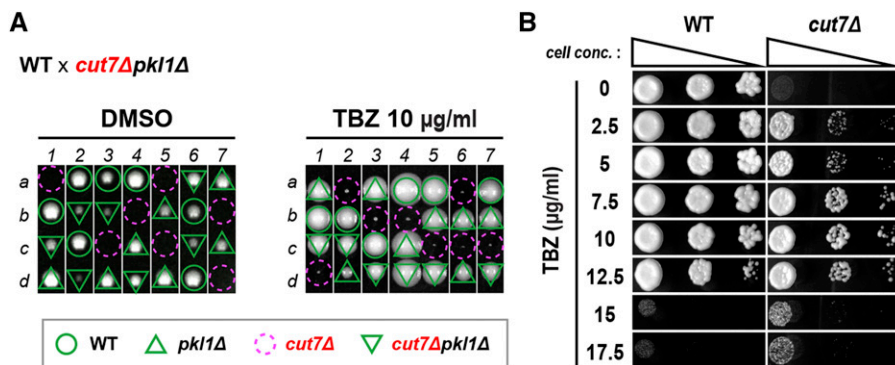 A
WT x cut7Δpkl1Δ
DMSO
1 2 3 4 5 6 7
a
b
c
d
TBZ 10 μg/ml
1 2 3 4 5 6 7
a
b
c
d
WT pkl1Δ cut7Δ cut7Δpkl1Δ
B
WT cut7Δ
cell conc. :
TBZ (μg/ml)
0
2.5
5
7.5
10
12.5
15
17.5